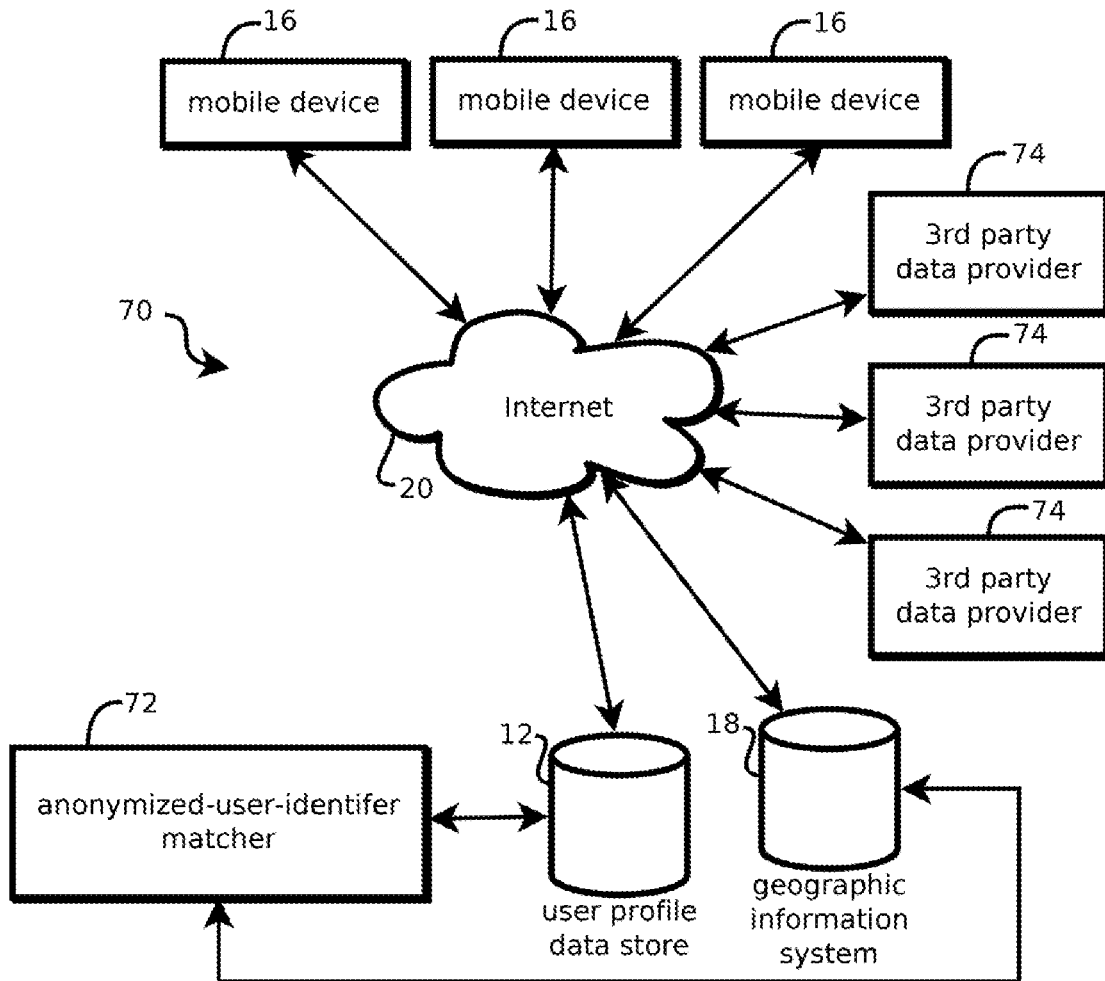 16
16
16
mobile device
mobile device
mobile device
74
3rd party
data provider
70
74
Internet
3rd party
data provider
20
74
3rd party
data provider
72
12
18
anonymized-user-identifer
matcher
user profile
data store
geographic
information
system